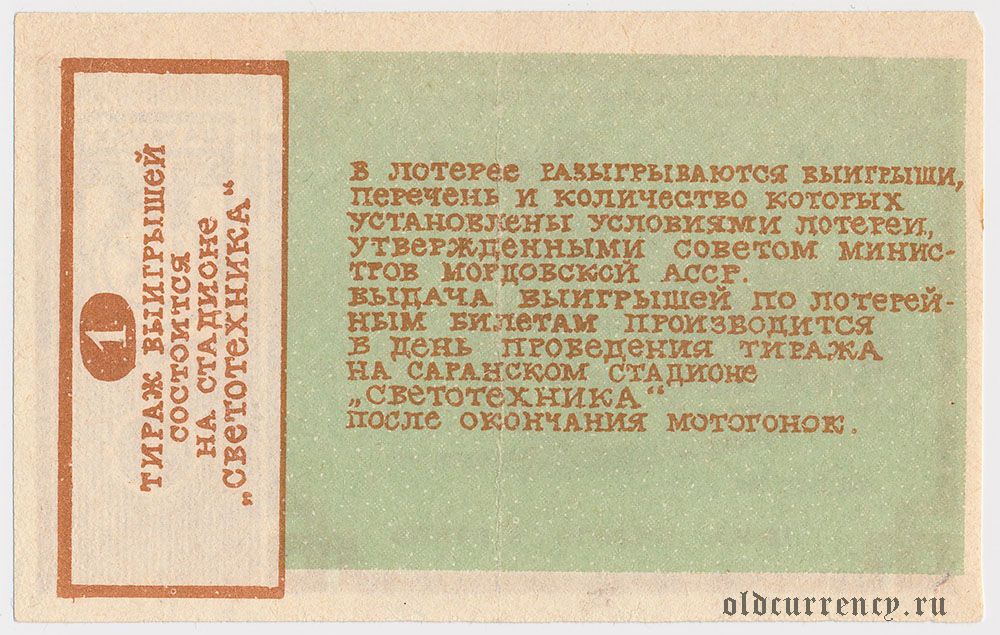 1
ТИРАЖ ВЫИГРЫШЕЙ
СОСТОИТСЯ
НА СТАДИОНЕ
„СВЕТОТЕХНИКА“
В ЛОТЕРЕЕ РАЗЫГРЫВАЮТСЯ ВЫИГРЫШИ,
ПЕРЕЧЕНЬ И КОЛИЧЕСТВО КОТОРЫХ
УСТАНОВЛЕНЫ УСЛОВИЯМИ ЛОТЕРЕИ,
УТВЕРЖДЕННЫМИ СОВЕТОМ МИНИС-
ТРОВ МОРДОВСКОЙ АССР.
ВЫДАЧА ВЫИГРЫШЕЙ ПО ЛОТЕРЕЙ-
НЫМ БИЛЕТАМ ПРОИЗВОДИТСЯ
В ДЕНЬ ПРОВЕДЕНИЯ ТИРАЖА
НА САРАНСКОМ СТАДИОНЕ
„СВЕТОТЕХНИКА“
ПОСЛЕ ОКОНЧАНИЯ МОТОГОНОК.
oldcurrency.ru